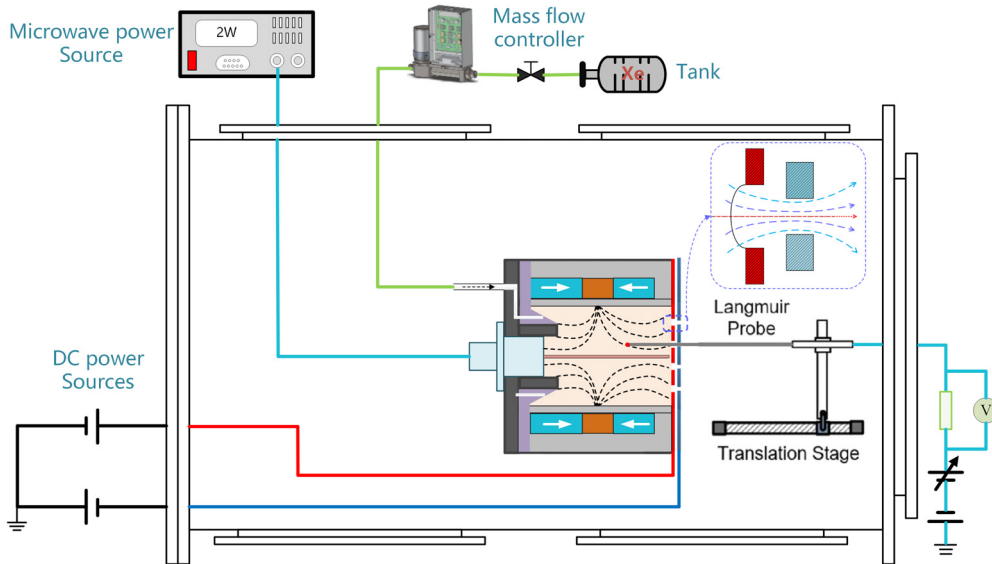 Microwave power
Source
2W
Mass flow
controller
Xe
Tank
Langmuir
Probe
DC power
Sources
Translation Stage
V